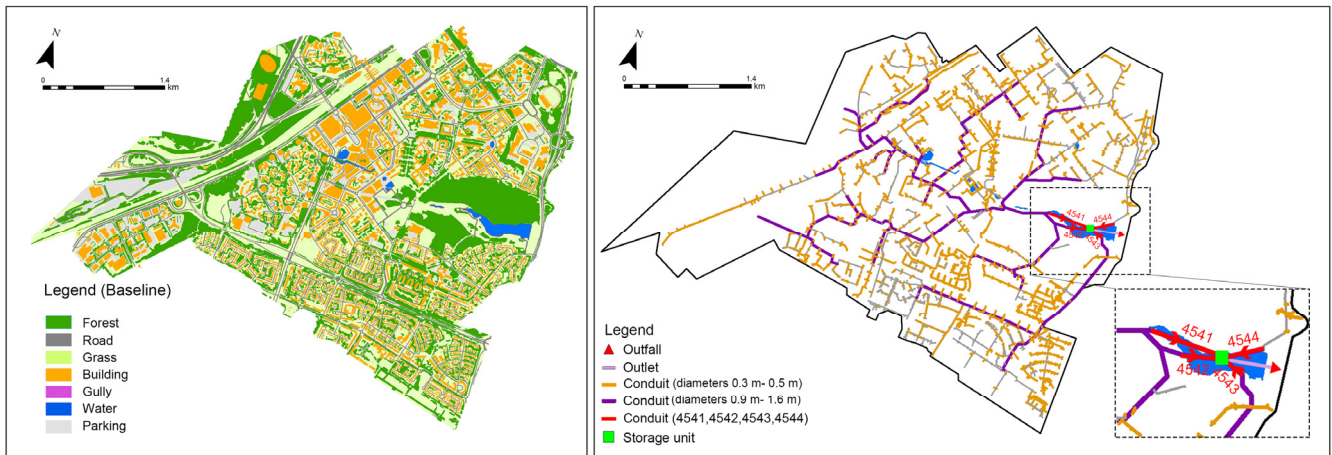 N
0
1.4
km
Legend (Baseline)
Forest
Road
Grass
Building
Gully
Water
Parking
N
0
1.4
km
4541
4544
4543
Legend
Outfall
Outlet
Conduit (diameters 0.3 m- 0.5 m)
Conduit (diameters 0.9 m- 1.6 m)
Conduit (4541,4542,4543,4544)
Storage unit
4541
4544
4542
4543